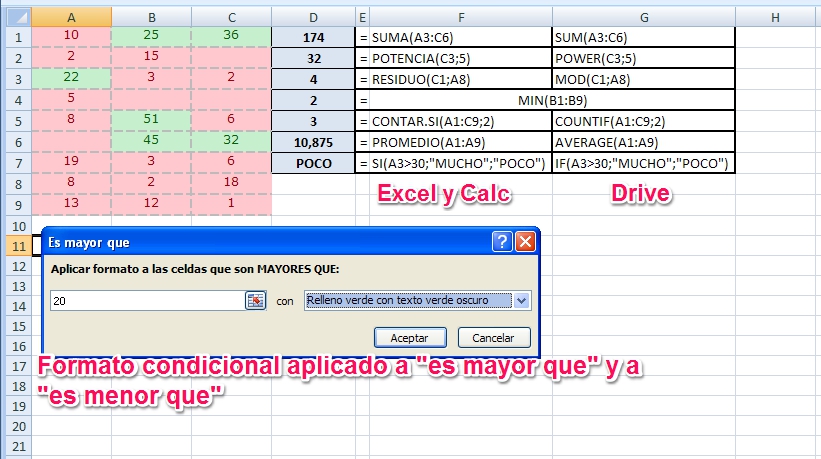 A B C D E F G H
1 10 25 36 174 = SUMA(A3:C6) SUM(A3:C6)
2 2 15 32 = POTENCIA(C3;5) POWER(C3;5)
3 22 3 2 4 = RESIDUO(C1;A8) MOD(C1;A8)
4 5 2 = MIN(B1:B9)
5 8 51 6 3 = CONTAR.SI(A1:C9;2) COUNTIF(A1:C9;2)
6 45 32 10,875 = PROMEDIO(A1:A9) AVERAGE(A1:A9)
7 19 3 6 POCO = SI(A3>30;"MUCHO";"POCO") IF(A3>30;"MUCHO";"POCO")
8 8 2 18 Excel y Calc Drive
9 13 12 1
10
11 Es mayor que
12 Aplicar formato a las celdas que son MAYORES QUE:
13
14 20 con Relleno verde con texto verde oscuro
15
16 Aceptar Cancelar
17 Formato condicional aplicado a "es mayor que" y a
18 "es menor que"
19
20
21